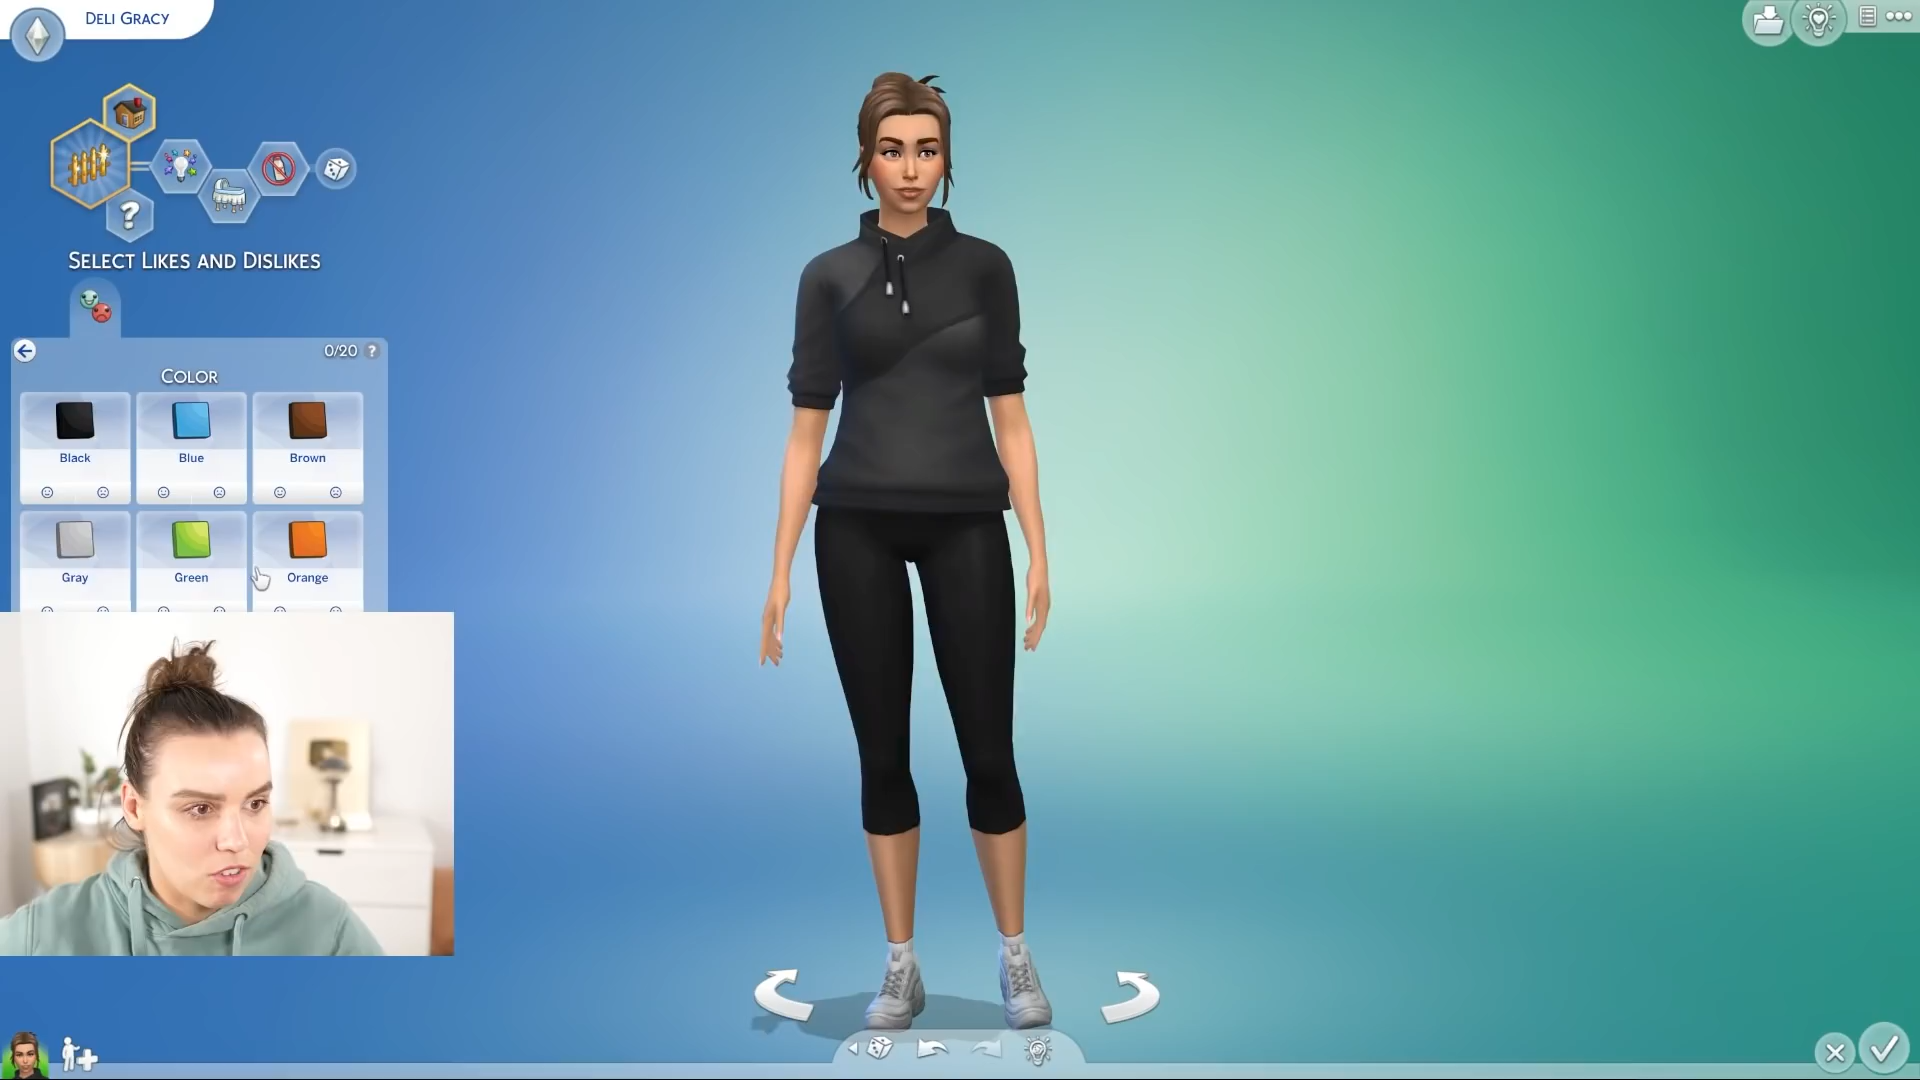 DELI GRACY
?
SELECT LIKES AND DISLIKES
0/20 ?
COLOR
Black Blue Brown
Gray Green Orange